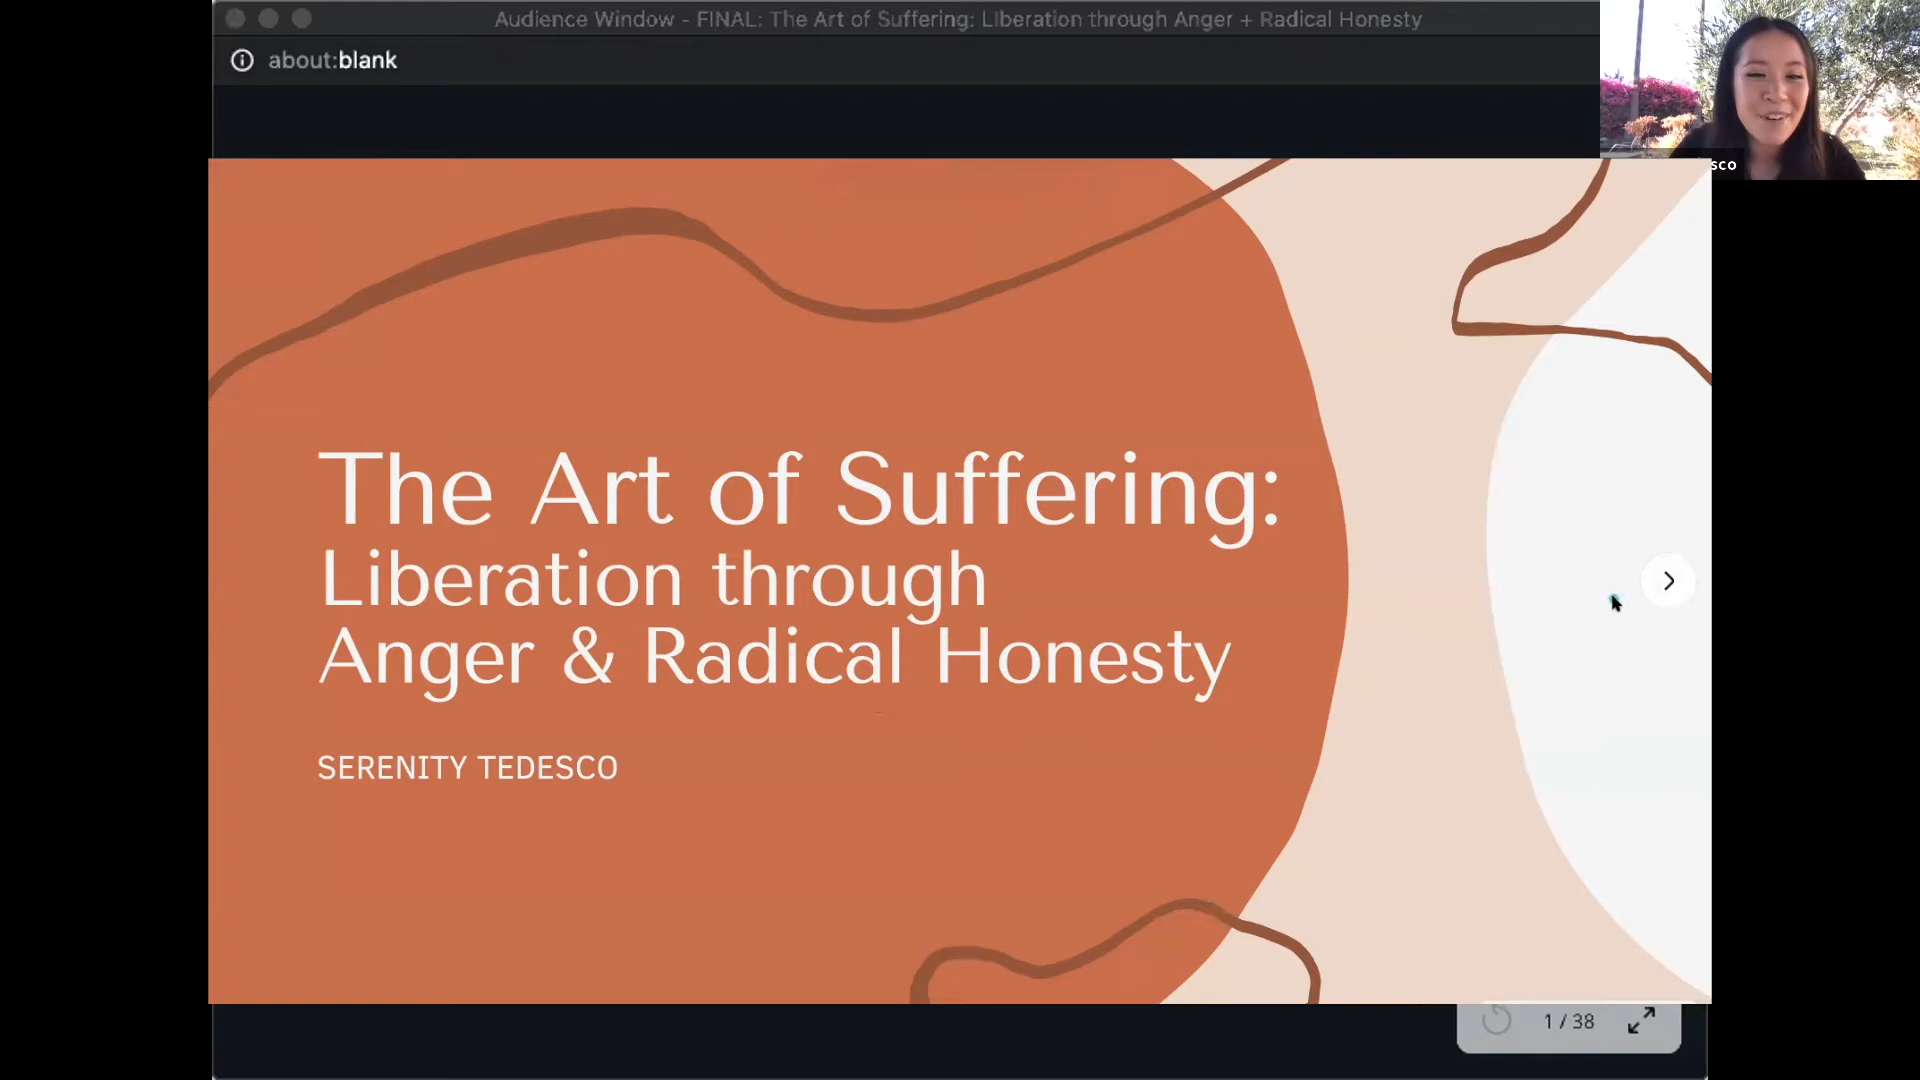 Audience Window - FINAL: The Art of Suffering: LIberation through Anger + Radical Honesty
about:blank
sco
The Art of Suffering:
Liberation through
Anger & Radical Honesty
SERENITY TEDESCO
1 / 38